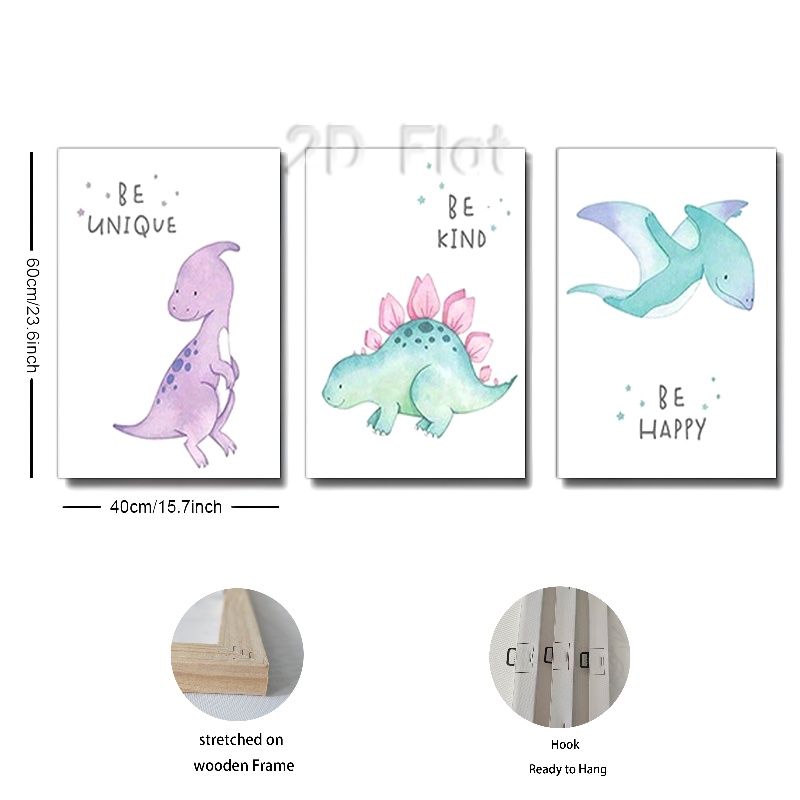 2D Flat
BE
UNIQUE
BE
KIND
BE
HAPPY
60cm/23.6inch
40cm/15.7inch
stretched on
wooden Frame
Hook
Ready to Hang